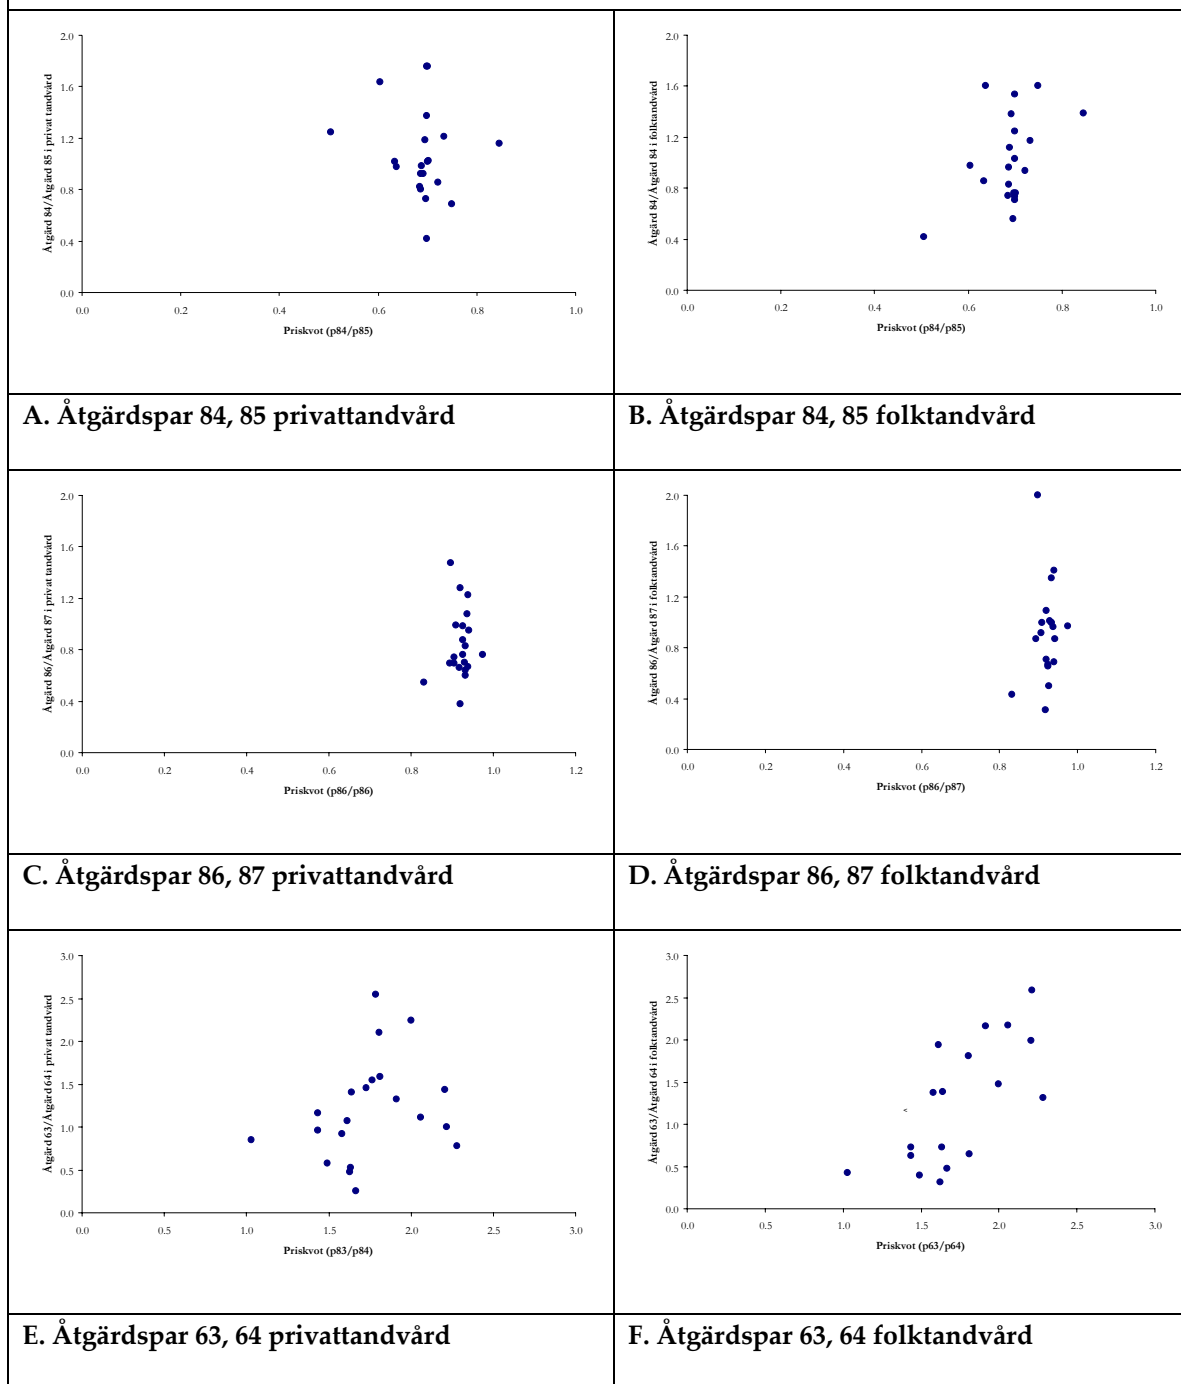 2.0
1.6
1.2
0.8
0.4
0.0
Åtgärd 84/Åtgärd 85 i privat tandvård
0.0 0.2 0.4 0.6 0.8 1.0
Priskvot (p84/p85)
2.0
1.6
1.2
0.8
0.4
0.0
Åtgärd 84/Åtgärd 84 i folktandvård
0.0 0.2 0.4 0.6 0.8 1.0
Priskvot (p84/p85)
A. Åtgärdspar 84, 85 privattandvård
B. Åtgärdspar 84, 85 folktandvård
2.0
1.6
1.2
0.8
0.4
0.0
Åtgärd 86/Åtgärd 87 i privat tandvård
0.0 0.2 0.4 0.6 0.8 1.0 1.2
Priskvot (p86/p86)
2.0
1.6
1.2
0.8
0.4
0.0
Åtgärd 86/Åtgärd 87 i folktandvård
0.0 0.2 0.4 0.6 0.8 1.0 1.2
Priskvot (p86/p87)
C. Åtgärdspar 86, 87 privattandvård
D. Åtgärdspar 86, 87 folktandvård
3.0
2.5
2.0
1.5
1.0
0.5
0.0
Åtgärd 63/Åtgärd 64 i privat tandvård
0.0 0.5 1.0 1.5 2.0 2.5 3.0
Priskvot (p83/p84)
3.0
2.5
2.0
1.5
1.0
0.5
0.0
Åtgärd 63/Åtgärd 64 i folktandvård
<
0.0 0.5 1.0 1.5 2.0 2.5 3.0
Priskvot (p63/p64)
E. Åtgärdspar 63, 64 privattandvård
F. Åtgärdspar 63, 64 folktandvård